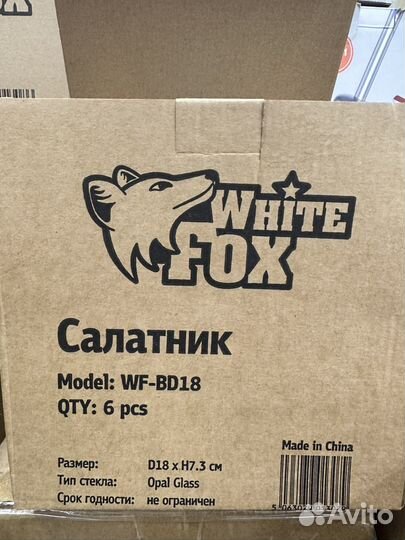 WHITE
FOX
Салатник
Model: WF-BD18
QTY: 6 pcs
Made in China
Размер: D18 x H7.3 см
Тип стекла: Opal Glass
Срок годности: не ограничен
Avito